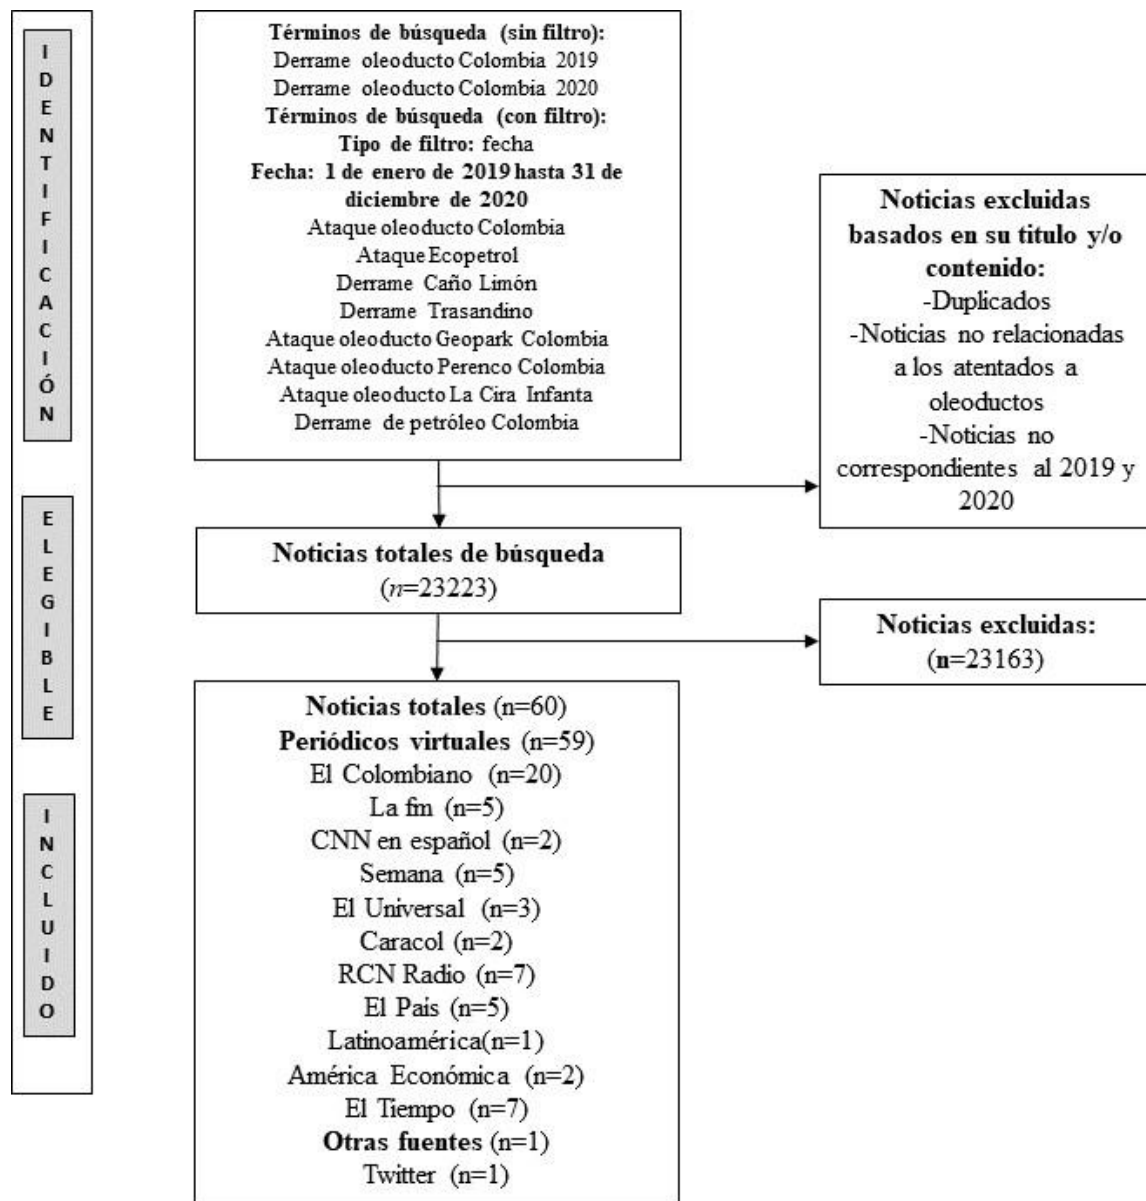 IDENTIFICACIÓN
Términos de búsqueda (sin filtro):
Derrame oleoducto Colombia 2019
Derrame oleoducto Colombia 2020
Términos de búsqueda (con filtro):
Tipo de filtro: fecha
Fecha: 1 de enero de 2019 hasta 31 de
diciembre de 2020
Ataque oleoducto Colombia
Ataque Ecopetrol
Derrame Caño Limón
Derrame Trasandino
Ataque oleoducto Geopark Colombia
Ataque oleoducto Perenco Colombia
Ataque oleoducto La Cira Infanta
Derrame de petróleo Colombia
Noticias excluidas
basados en su titulo y/o
contenido:
-Duplicados
-Noticias no relacionadas
a los atentados a
oleoductos
-Noticias no
correspondientes al 2019 y
2020
ELEGIBLE
Noticias totales de búsqueda
(n=23223)
Noticias excluidas:
(n=23163)
INCLUIDO
Noticias totales (n=60)
Periódicos virtuales (n=59)
El Colombiano (n=20)
La fm (n=5)
CNN en español (n=2)
Semana (n=5)
El Universal (n=3)
Caracol (n=2)
RCN Radio (n=7)
El País (n=5)
Latinoamérica(n=1)
América Económica (n=2)
El Tiempo (n=7)
Otras fuentes (n=1)
Twitter (n=1)